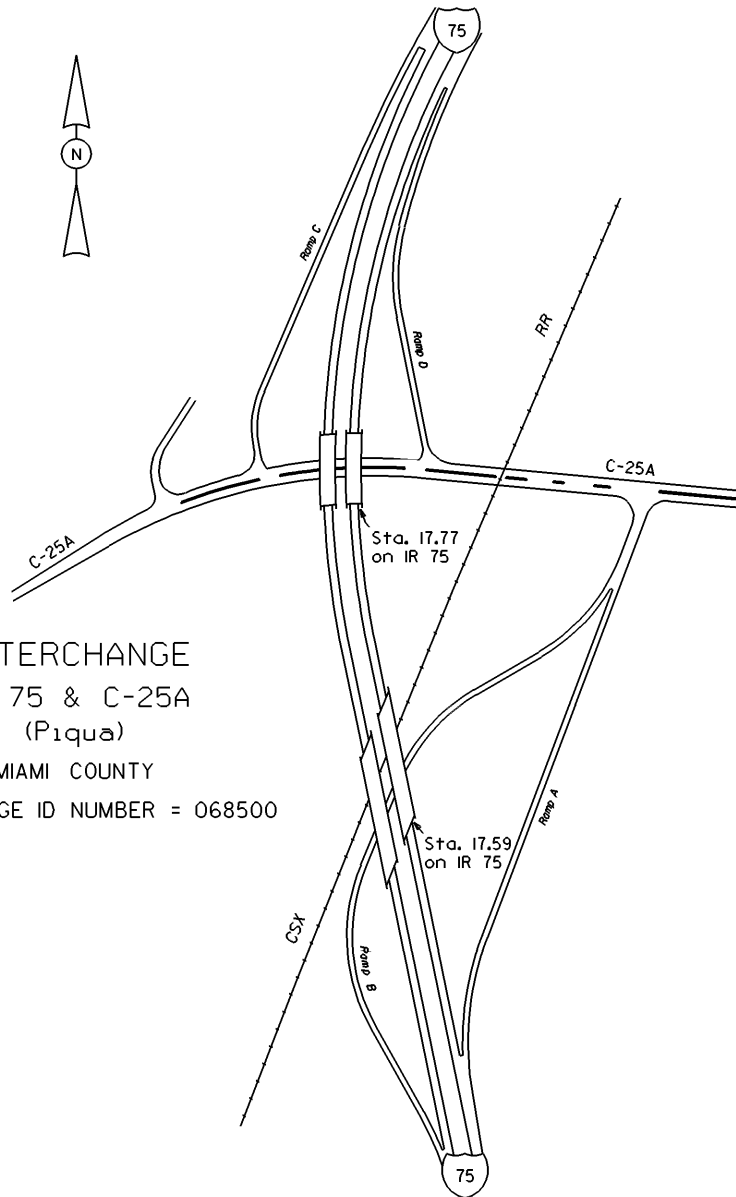 75
N
Ramp C
RR
Ramp D
C-25A
C-25A
Sta. 17.77
on IR 75
TERCHANGE
75 & C-25A
(Piqua)
MIAMI COUNTY
GE ID NUMBER = 068500
Ramp A
Sta. 17.59
on IR 75
CSX
Ramp B
75